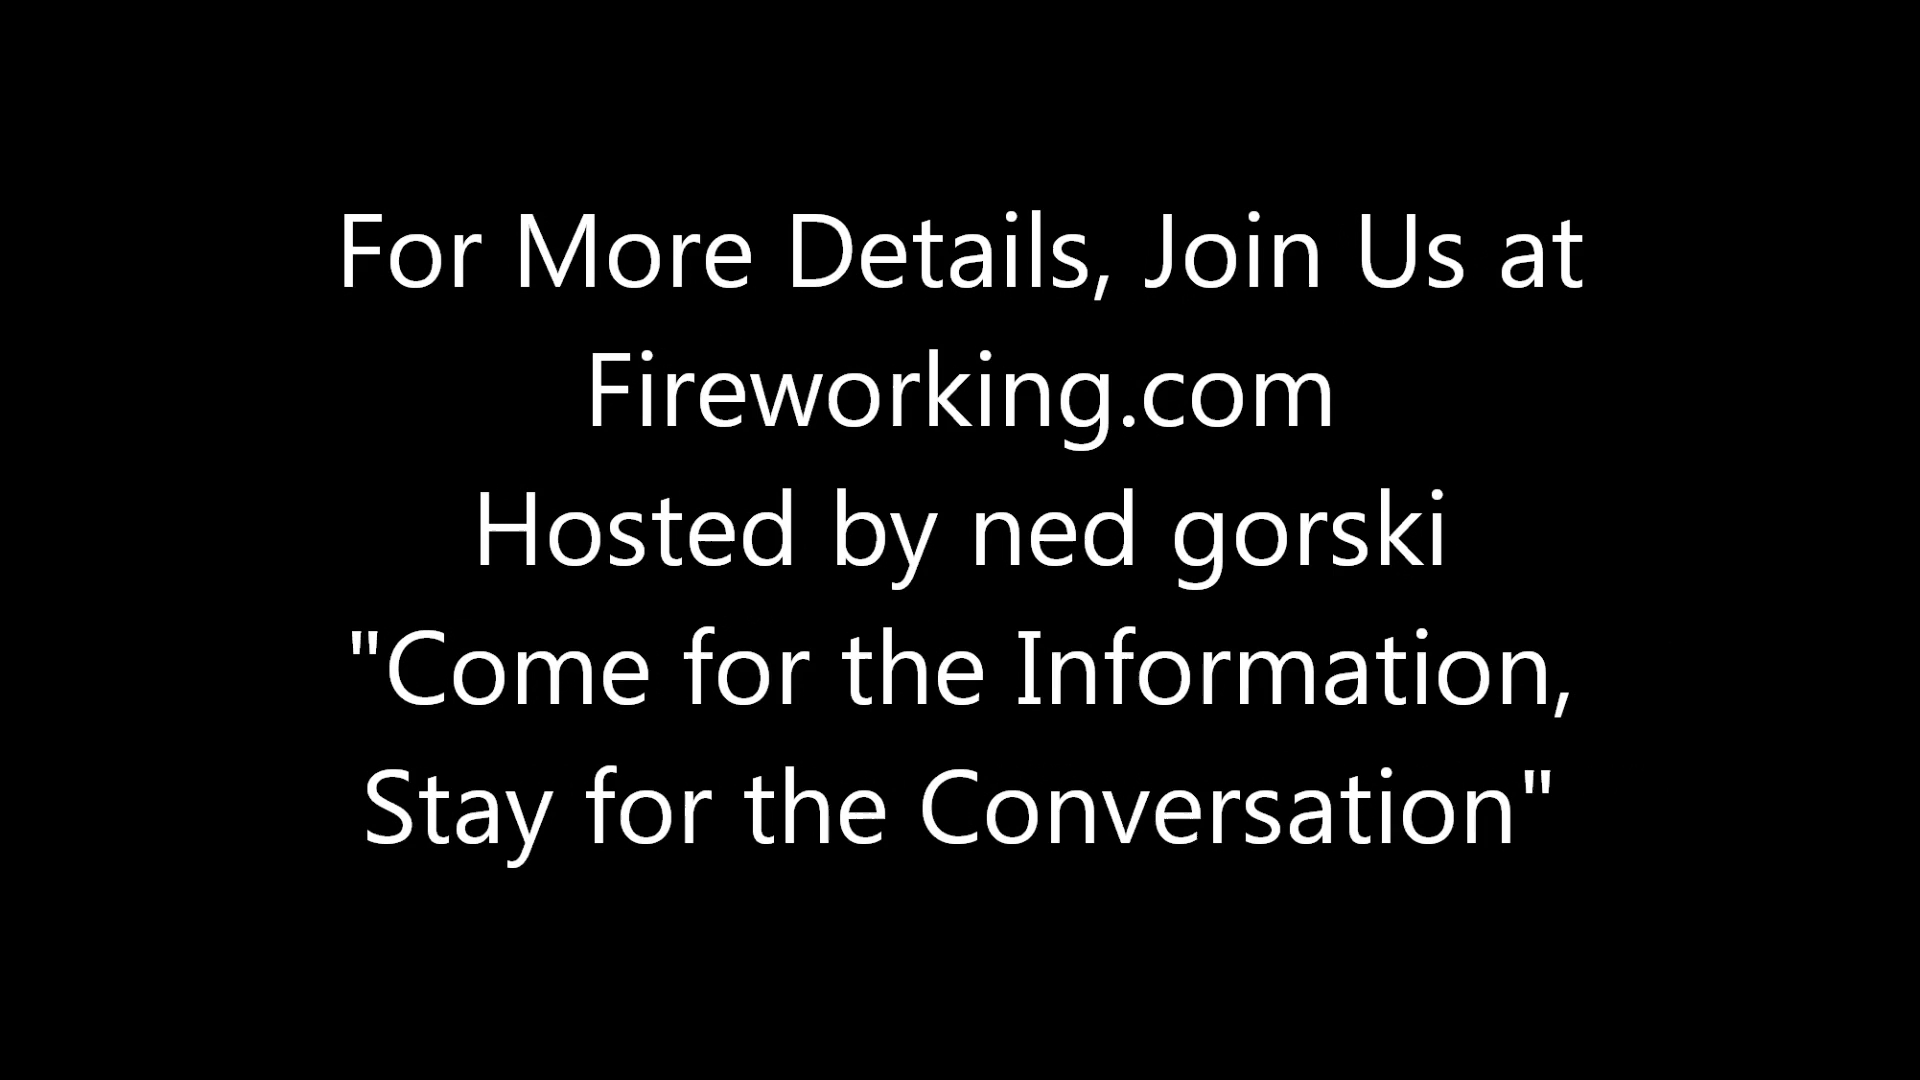 For More Details, Join Us at
Fireworking.com
Hosted by ned gorski
"Come for the Information,
Stay for the Conversation"